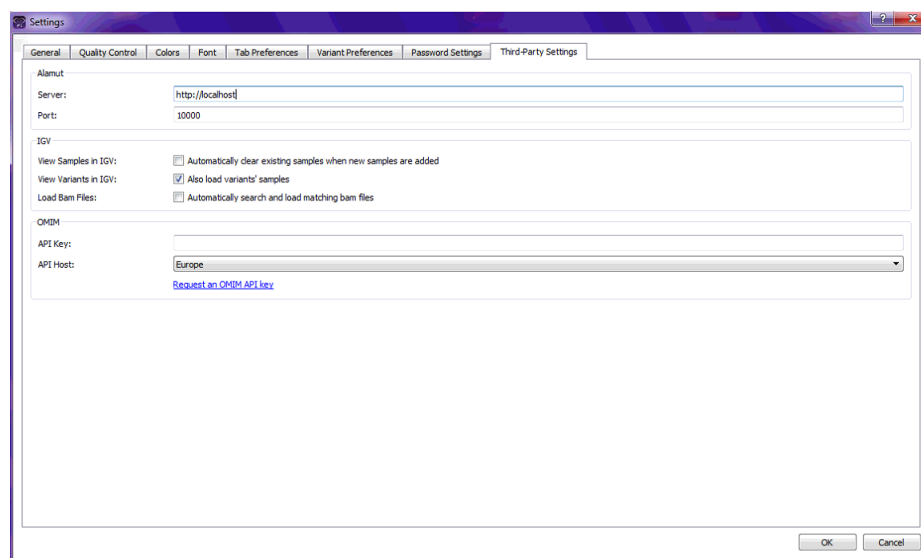 Settings
General Quality Control Colors Font Tab Preferences Variant Preferences Password Settings Third-Party Settings
Alamut
Server: http://localhost
Port: 10000
IGV
View Samples in IGV: Automatically clear existing samples when new samples are added
View Variants in IGV: Also load variants' samples
Load Bam Files: Automatically search and load matching bam files
OMIM
API Key:
API Host: Europe
Request an OMIM API key
OK Cancel